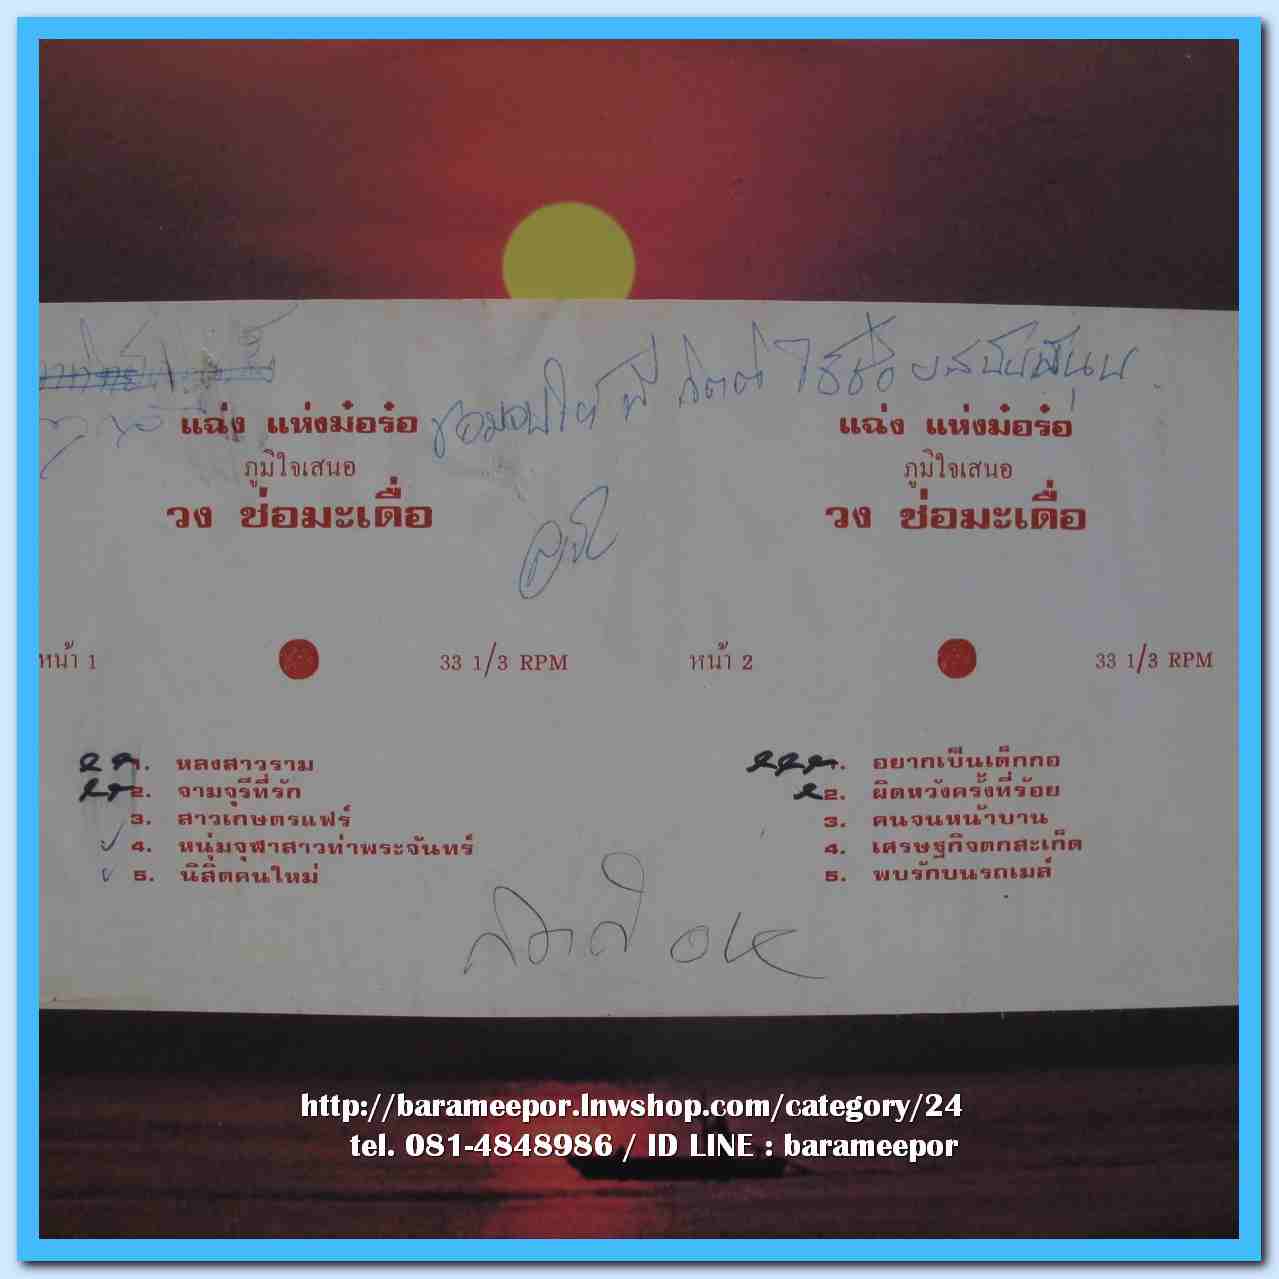 ขอมอบให้ พี่
แฉ่ง แห่งม๋อร๋อ
ภูมิใจเสนอ
วง ช่อมะเดื่อ
หน้า 1
33 1/3 RPM
1. หลงสาวราม
2. จามจุรีที่รัก
3. สาวเกษตรแฟร์
4. หนุ่มจุฬาสาวท่าพระจันทร์
5. นิสิตคนใหม่
แฉ่ง แห่งม๋อร๋อ
ภูมิใจเสนอ
วง ช่อมะเดื่อ
หน้า 2
33 1/3 RPM
1. อยากเป็นเต็กกอ
2. ผิดหวังครั้งที่ร้อย
3. คนจนหน้าบาน
4. เศรษฐกิจตกสะเก็ด
5. พบรักบนรถเมล์
OK
http://barameepor.lnwshop.com/category/24
tel. 081-4848986 / ID LINE : barameepor